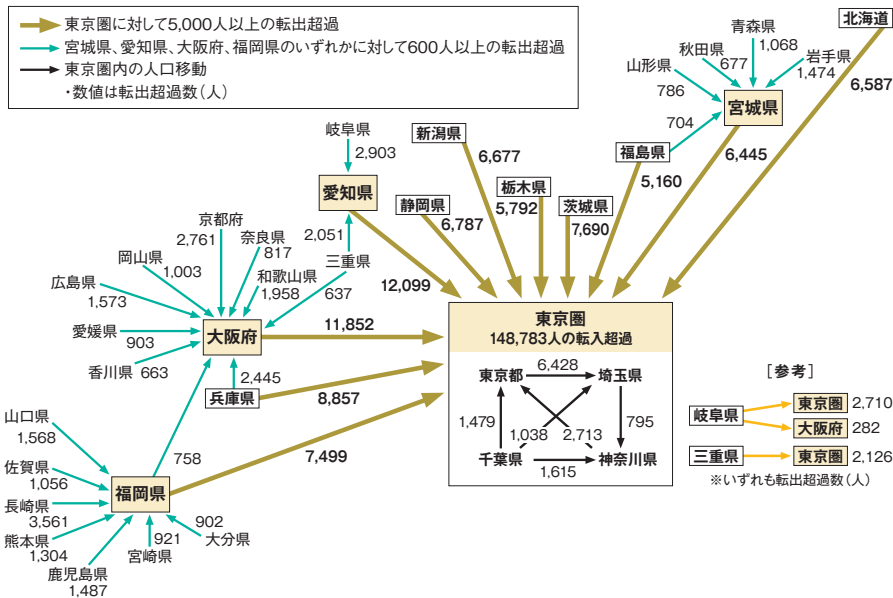 東京圏に対して5,000人以上の転出超過
宮城県、愛知県、大阪府、福岡県のいずれかに対して600人以上の転出超過
東京圏内の人口移動
・数値は転出超過数（人）
北海道
6,587
青森県
1,068
秋田県
677
岩手県
1,474
山形県
786
宮城県
704
福島県
6,445
5,160
岐阜県
2,903
新潟県
6,677
愛知県
静岡県
6,787
栃木県
5,792
茨城県
7,690
2,051
三重県
12,099
637
京都府
2,761
奈良県
817
岡山県
1,003
和歌山県
1,958
広島県
1,573
愛媛県
903
大阪府
11,852
香川県 663
2,445
兵庫県
8,857
山口県
1,568
758
7,499
佐賀県
1,056
福岡県
長崎県
3,561
熊本県
1,304
鹿児島県
1,487
921
宮崎県
902
大分県
東京圏
148,783人の転入超過
東京都
6,428
埼玉県
1,479
1,038
2,713
795
千葉県
1,615
神奈川県
［参考］
岐阜県
東京圏 2,710
大阪府 282
三重県
東京圏 2,126
※いずれも転出超過数（人）